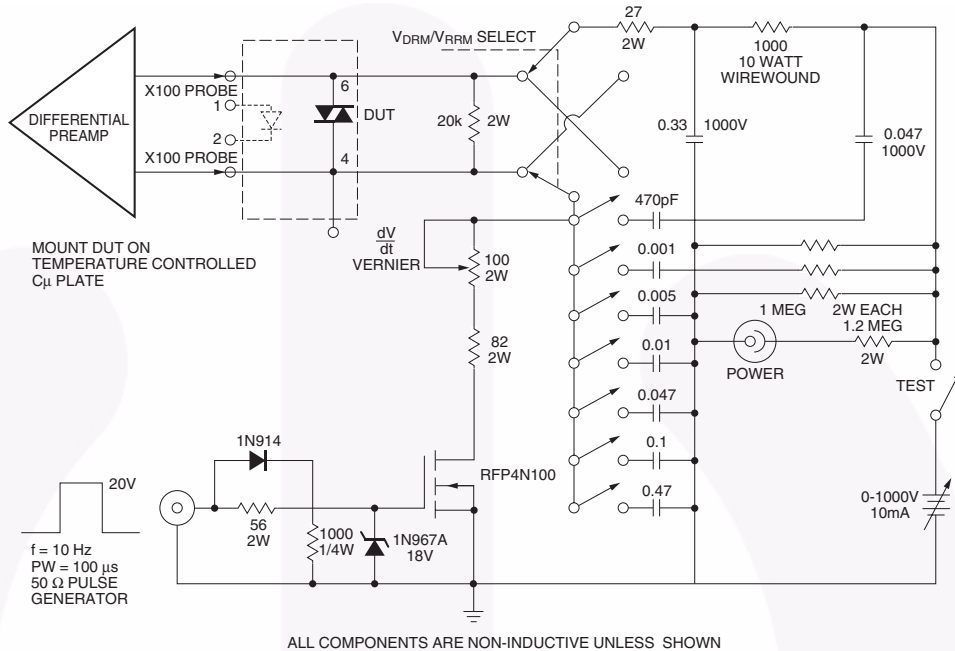 27
2W
VDRM/VRRM SELECT
1000
10 WATT
WIREWOUND
X100 PROBE
6
DIFFERENTIAL
PREAMP
1
DUT
20k
2W
0.33
1000V
0.047
1000V
2
X100 PROBE
4
470pF
MOUNT DUT ON
TEMPERATURE CONTROLLED
Cμ PLATE
dV
dt
VERNIER
100
2W
0.001
0.005
1 MEG
2W EACH
1.2 MEG
82
2W
0.01
POWER
2W
TEST
0.047
1N914
RFP4N100
0.1
20V
0.47
0-1000V
10mA
56
2W
1000
1/4W
1N967A
18V
f = 10 Hz
PW = 100 μs
50 Ω PULSE
GENERATOR
ALL COMPONENTS ARE NON-INDUCTIVE UNLESS SHOWN